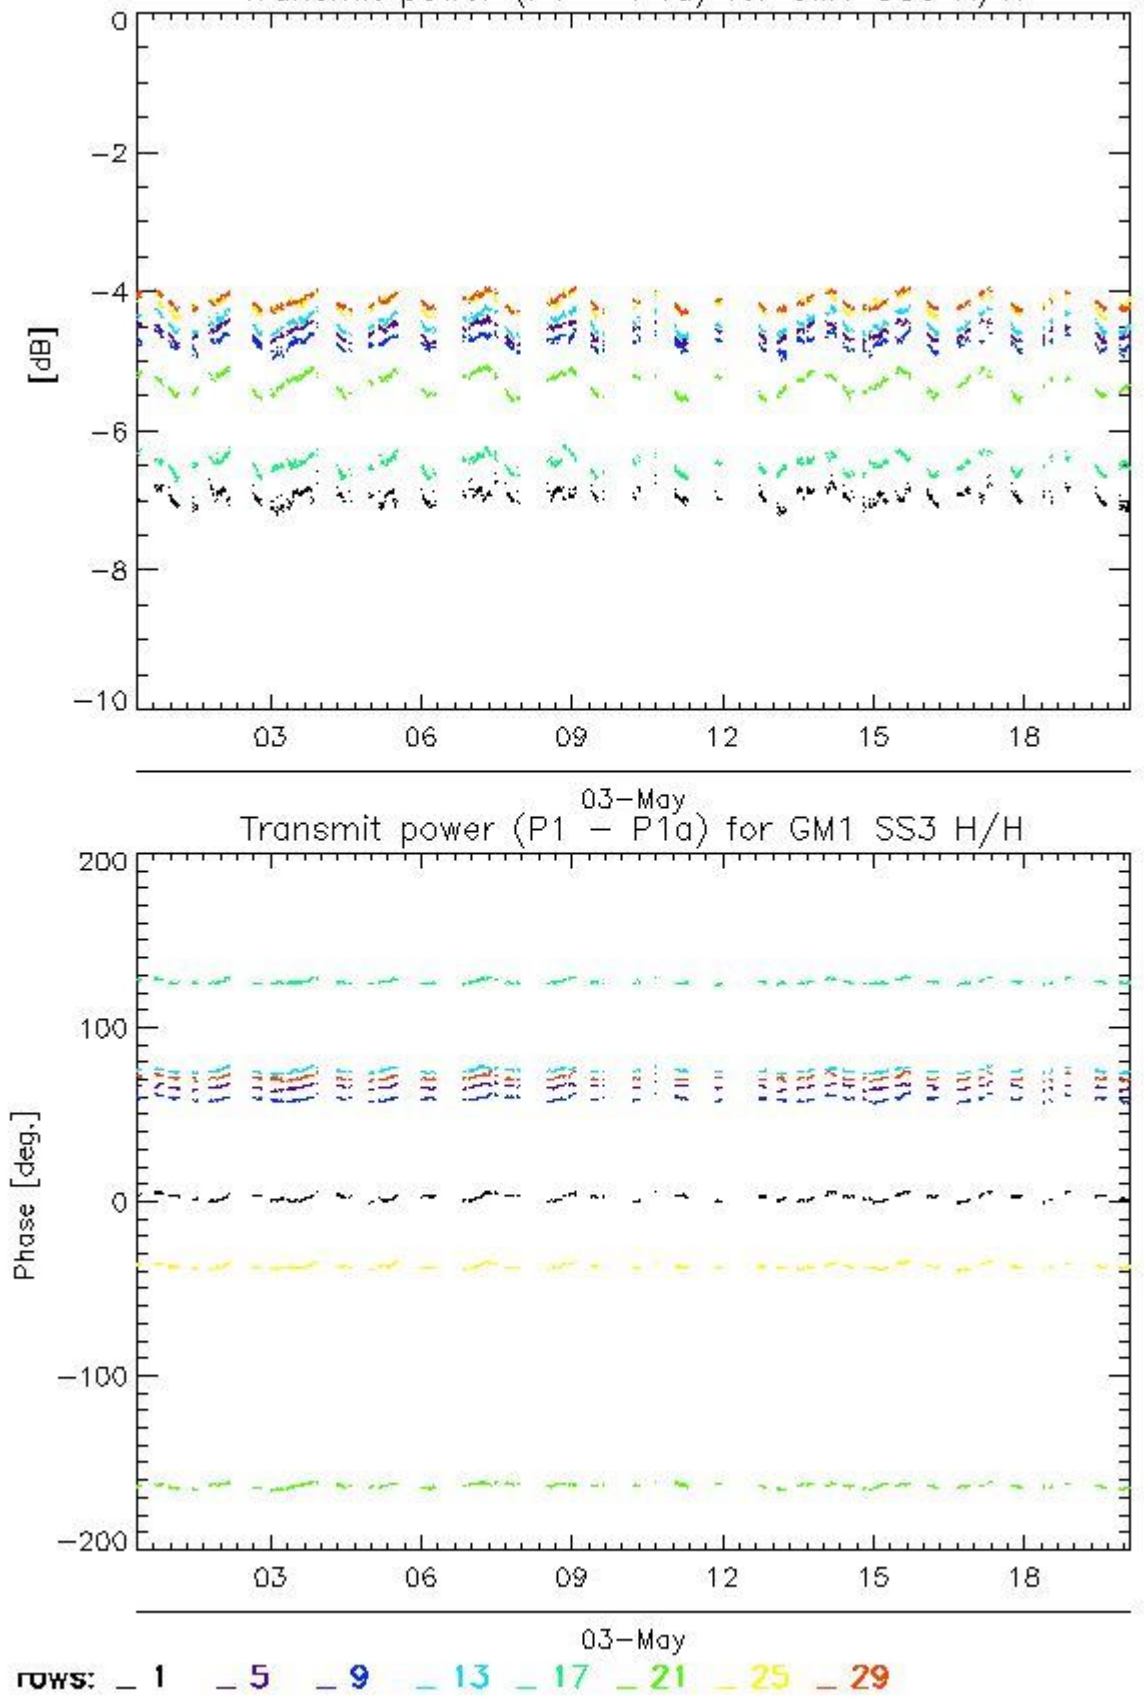 0
−2
−4
[dB]
−6
−8
−10
03 06 09 12 15 18
03-May
Transmit power (P1 − P1a) for GM1 SS3 H/H
200
100
Phase [deg.]
0
−100
−200
03 06 09 12 15 18
03-May
rows: _ 1 _ 5 _ 9 _ 13 _ 17 _ 21 _ 25 _ 29